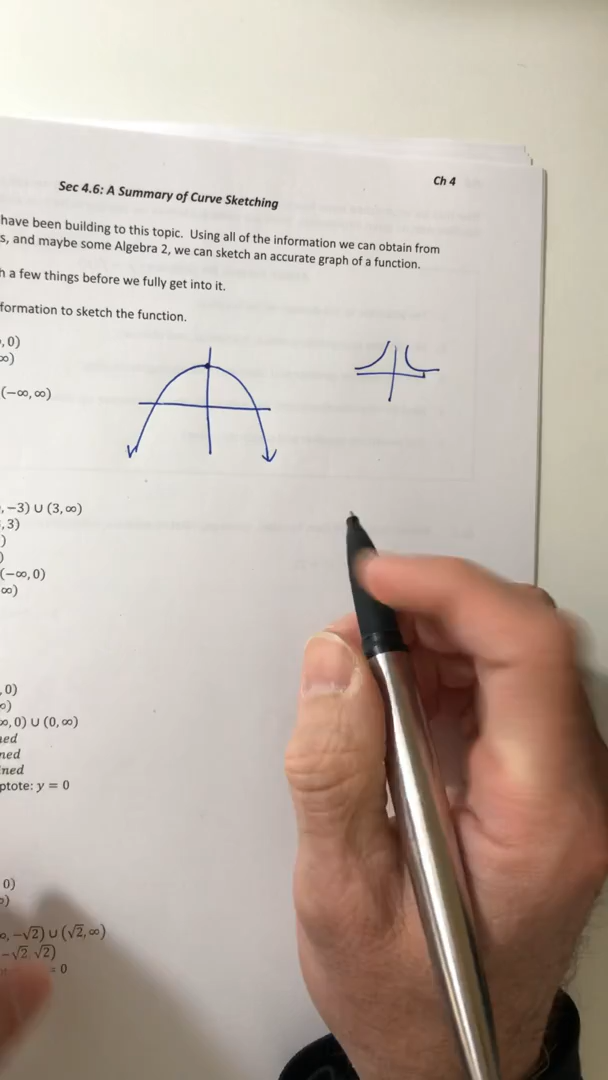 Ch 4
Sec 4.6: A Summary of Curve Sketching
have been building to this topic. Using all of the information we can obtain from
s, and maybe some Algebra 2, we can sketch an accurate graph of a function.
h a few things before we fully get into it.
formation to sketch the function.
, 0)
∞)
(−∞, ∞)
, −3) ∪ (3, ∞)
, 3)
)
)
(−∞, 0)
∞)
, 0)
∞)
∞, 0) ∪ (0, ∞)
ned
ned
ned
ptote: y = 0
0)
)
∞, −√2) ∪ (√2, ∞)
−√2, √2)
= 0